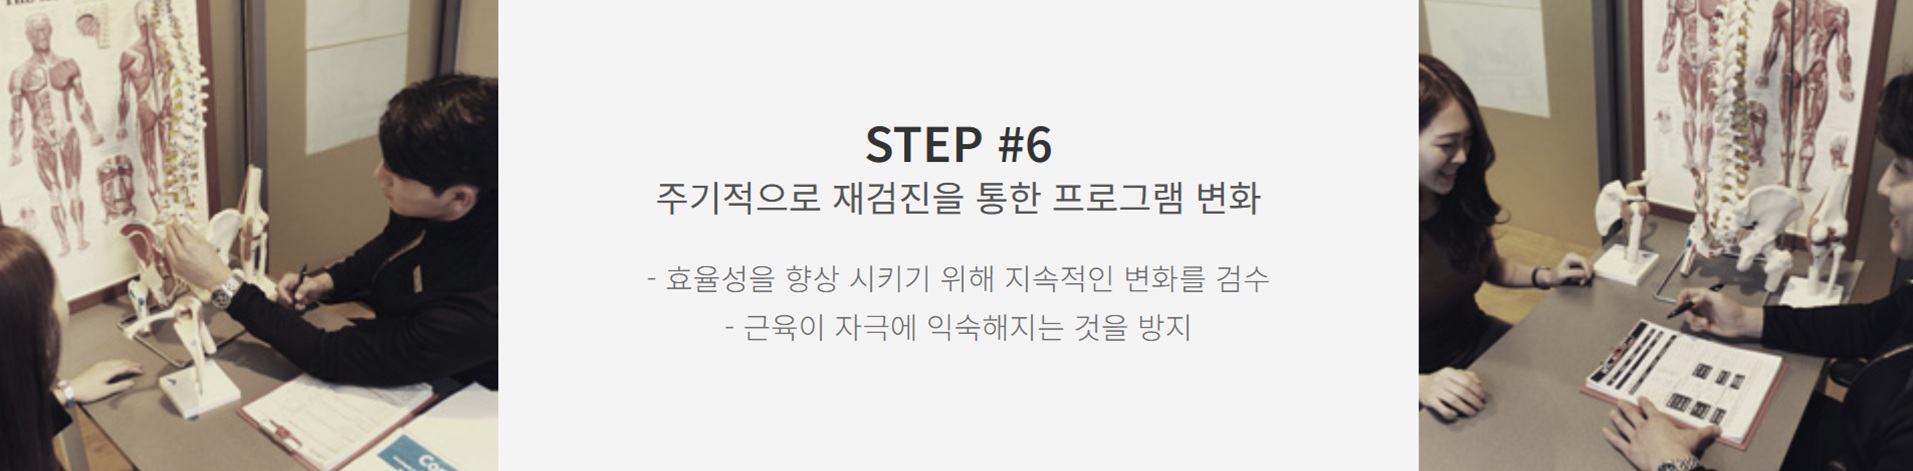 STEP #6
주기적으로 재검진을 통한 프로그램 변화
- 효율성을 향상 시키기 위해 지속적인 변화를 검수
- 근육이 자극에 익숙해지는 것을 방지